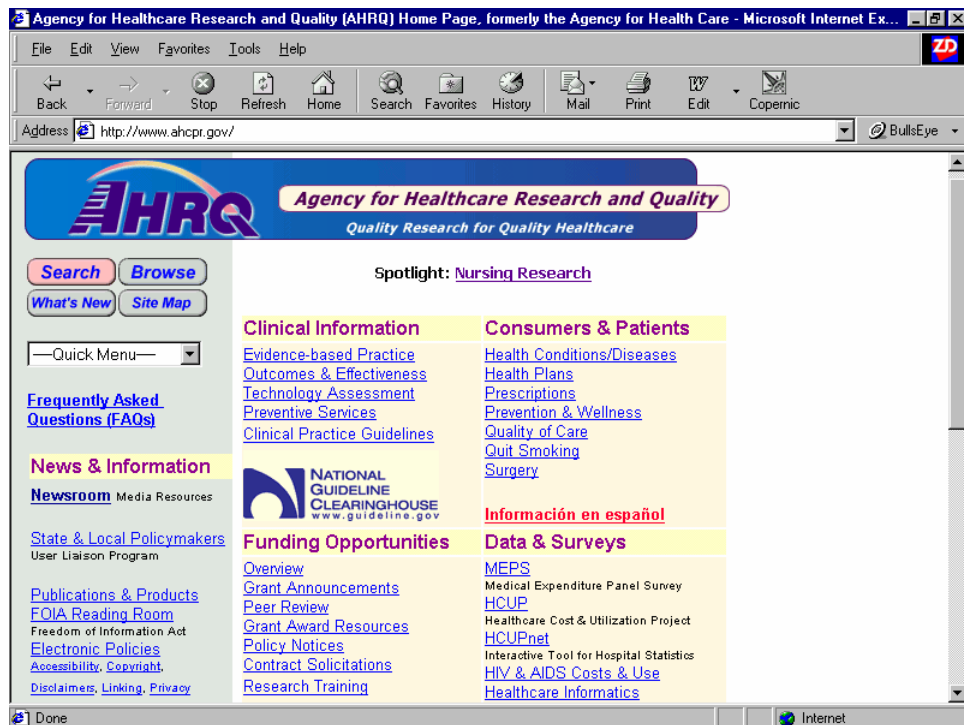 Agency for Healthcare Research and Quality (AHRQ) Home Page, formerly the Agency for Health Care - Microsoft Internet Ex...
File Edit View Favorites Tools Help
ZD
Back Forward Stop Refresh Home Search Favorites History Mail Print Edit Copernic
Address http://www.ahcpr.gov/ BullsEye
AHRQ
Agency for Healthcare Research and Quality
Quality Research for Quality Healthcare
Search Browse
What's New Site Map
—Quick Menu—
Frequently Asked
Questions (FAQs)
News & Information
Newsroom Media Resources
State & Local Policymakers
User Liaison Program
Publications & Products
FOIA Reading Room
Freedom of Information Act
Electronic Policies
Accessibility, Copyright,
Disclaimers, Linking, Privacy
Spotlight: Nursing Research
Clinical Information
Evidence-based Practice
Outcomes & Effectiveness
Technology Assessment
Preventive Services
Clinical Practice Guidelines
NATIONAL
GUIDELINE
CLEARINGHOUSE
www.guideline.gov
Consumers & Patients
Health Conditions/Diseases
Health Plans
Prescriptions
Prevention & Wellness
Quality of Care
Quit Smoking
Surgery
Información en español
Funding Opportunities
Overview
Grant Announcements
Peer Review
Grant Award Resources
Policy Notices
Contract Solicitations
Research Training
Data & Surveys
MEPS
Medical Expenditure Panel Survey
HCUP
Healthcare Cost & Utilization Project
HCUPnet
Interactive Tool for Hospital Statistics
HIV & AIDS Costs & Use
Healthcare Informatics
Done Internet